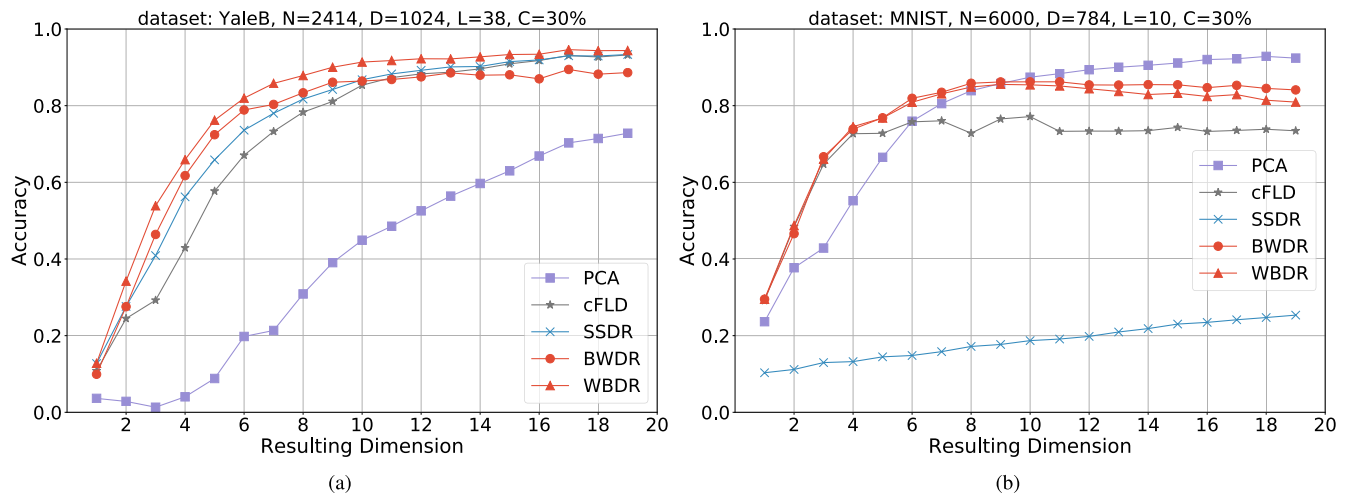 dataset: YaleB, N=2414, D=1024, L=38, C=30%
1.0
0.8
0.6
0.4
0.2
0.0
Accuracy
PCA
cFLD
SSDR
BWDR
WBDR
2 4 6 8 10 12 14 16 18 20
Resulting Dimension
(a)
dataset: MNIST, N=6000, D=784, L=10, C=30%
1.0
0.8
0.6
0.4
0.2
0.0
Accuracy
PCA
cFLD
SSDR
BWDR
WBDR
2 4 6 8 10 12 14 16 18 20
Resulting Dimension
(b)